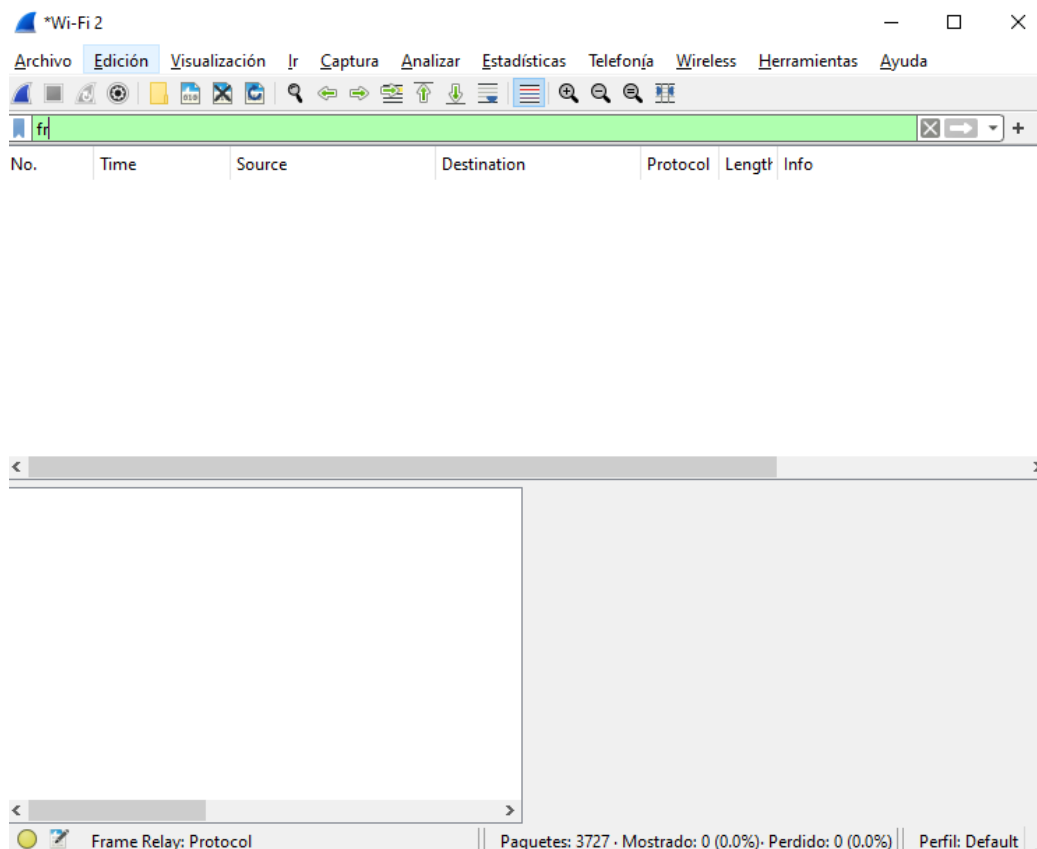 *Wi-Fi 2
Archivo Edición Visualización Ir Captura Analizar Estadísticas Telefonía Wireless Herramientas Ayuda
fr
No. Time Source Destination Protocol Length Info
Frame Relay: Protocol Paquetes: 3727 · Mostrado: 0 (0.0%)· Perdido: 0 (0.0%) Perfil: Default